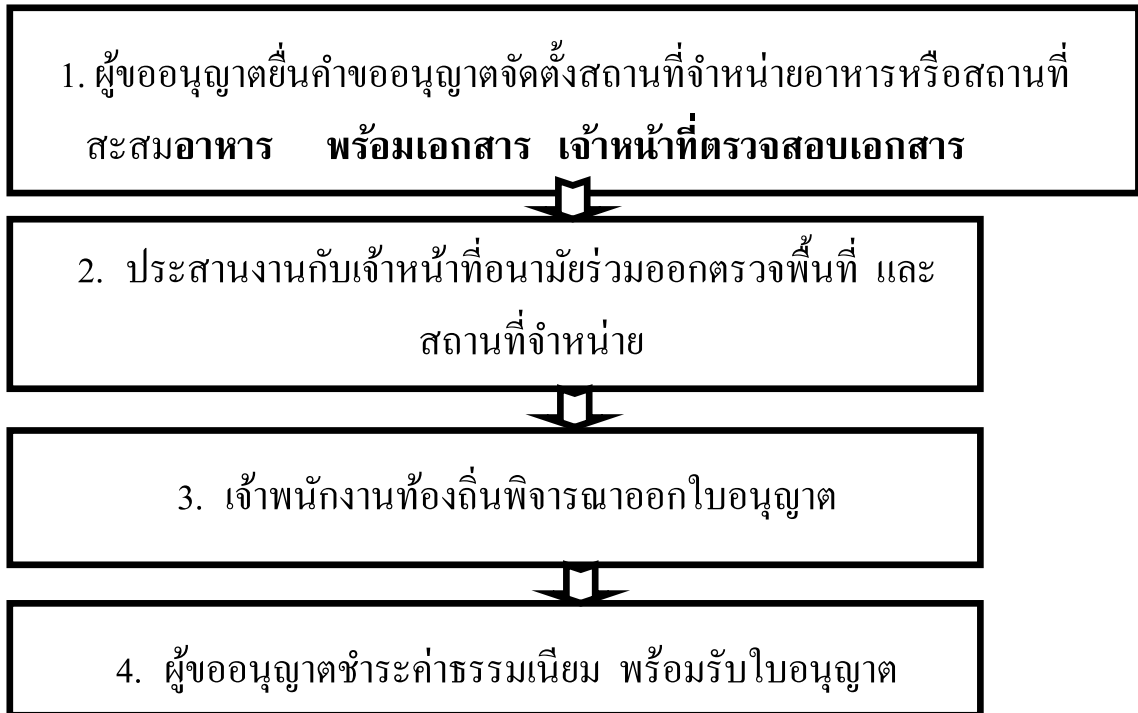 1. ผู้ขออนุญาตยื่นคำขออนุญาตจัดตั้งสถานที่จำหน่ายอาหารหรือสถานที่
สะสมอาหาร พร้อมเอกสาร เจ้าหน้าที่ตรวจสอบเอกสาร
2. ประสานงานกับเจ้าหน้าที่อนามัยร่วมออกตรวจพื้นที่ และ
สถานที่จำหน่าย
3. เจ้าพนักงานท้องถิ่นพิจารณาออกใบอนุญาต
4. ผู้ขออนุญาตชำระค่าธรรมเนียม พร้อมรับใบอนุญาต